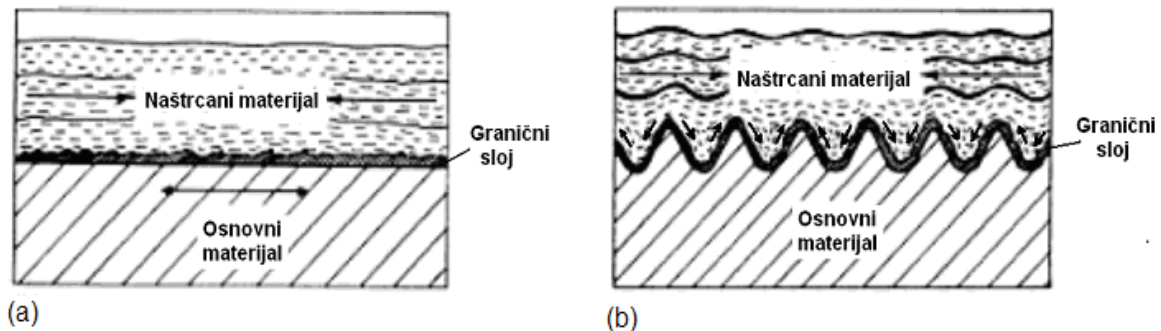 Naštrcani materijal
Granični
sloj
Osnovni
materijal
(a)
Naštrcani materijal
Granični
sloj
Osnovni
materijal
(b)